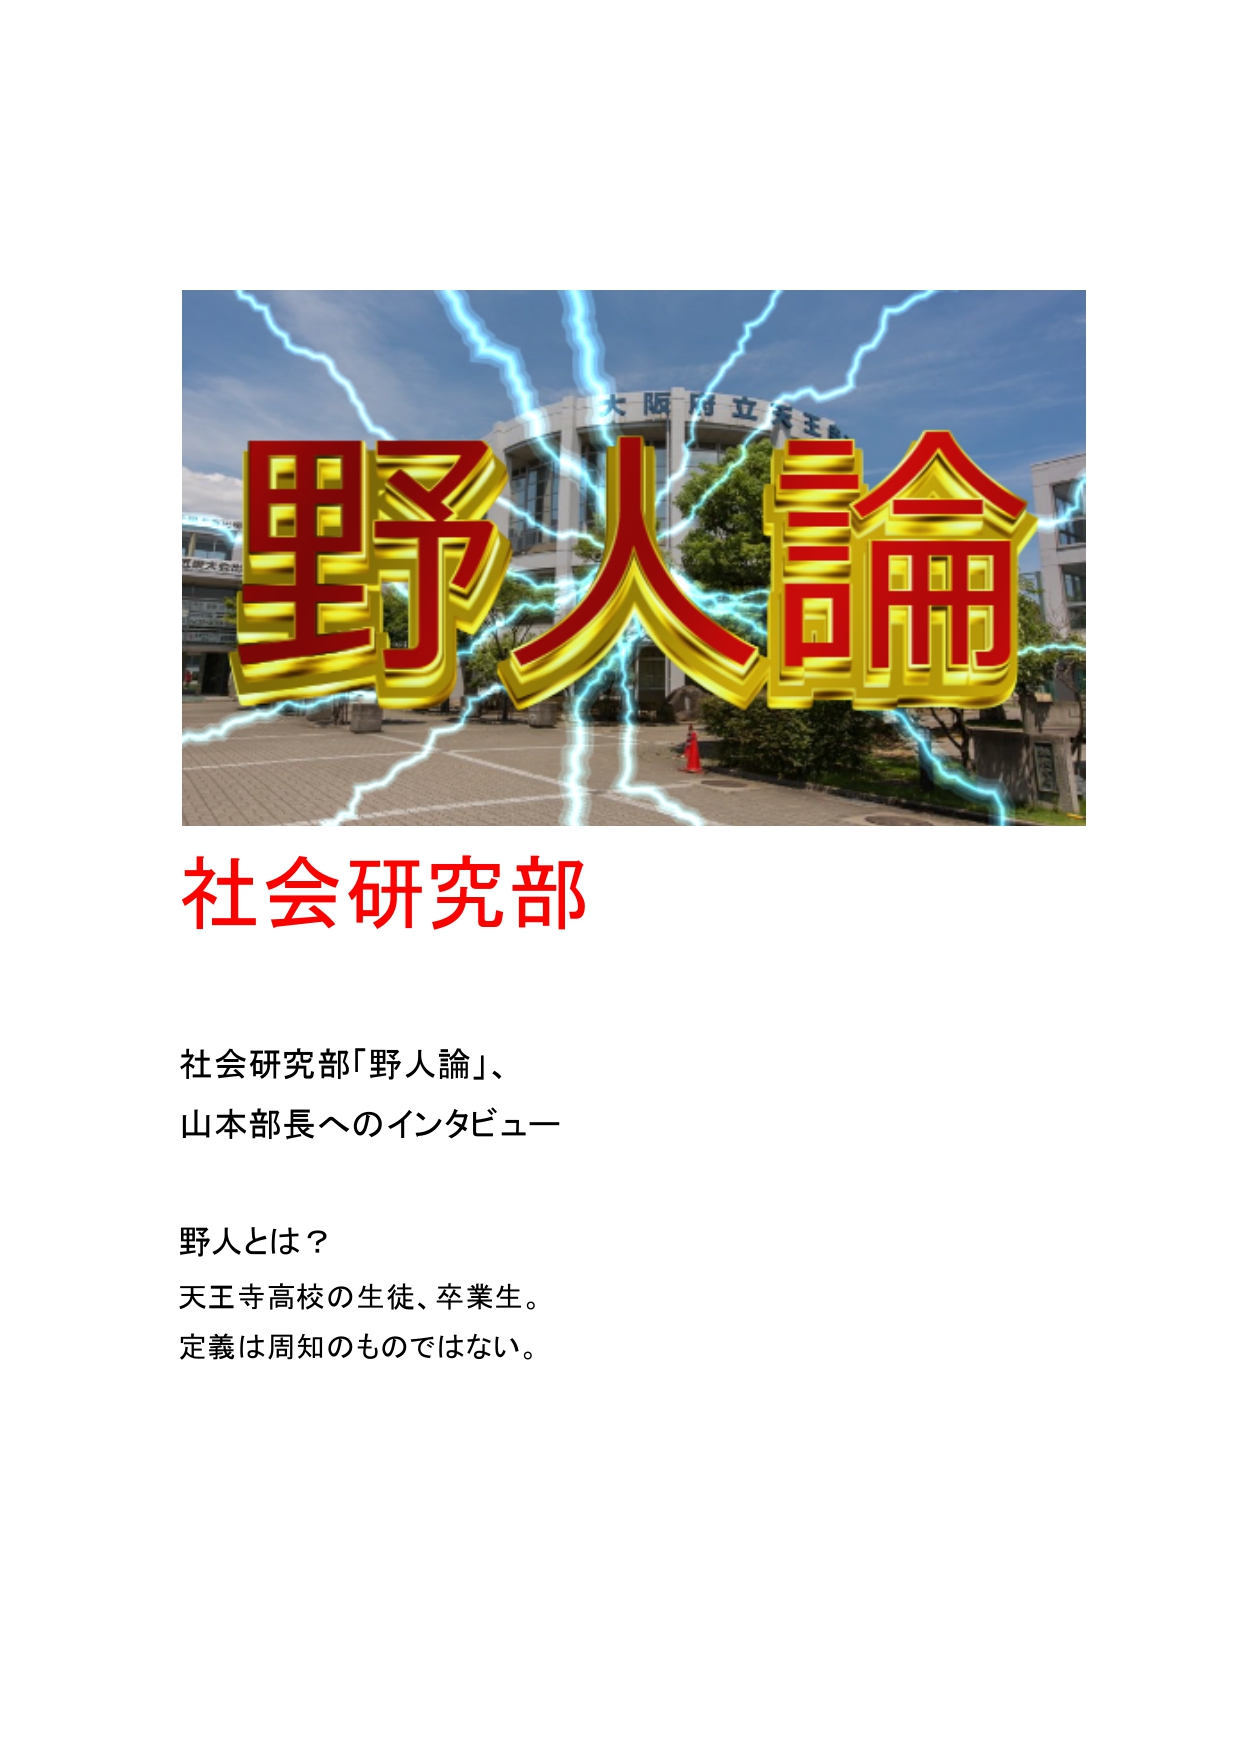 大阪府立天王
野人論
社会研究部
社会研究部「野人論」、
山本部長へのインタビュー
野人とは？
天王寺高校の生徒、卒業生。
定義は周知のものではない。